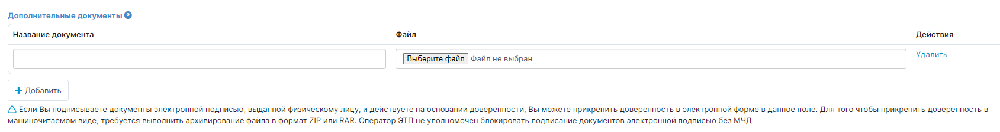 Дополнительные документы
Название документа
Файл
Действия
Выберите файл Файл не выбран
Удалить
Добавить
Если Вы подписываете документы электронной подписью, выданной физическому лицу, и действуете на основании доверенности, Вы можете прикрепить доверенность в электронной форме в данное поле. Для того чтобы прикрепить доверенность в
машиночитаемом виде, требуется выполнить архивирование файла в формат ZIP или RAR. Оператор ЭТП не уполномочен блокировать подписание документов электронной подписью без МЧД